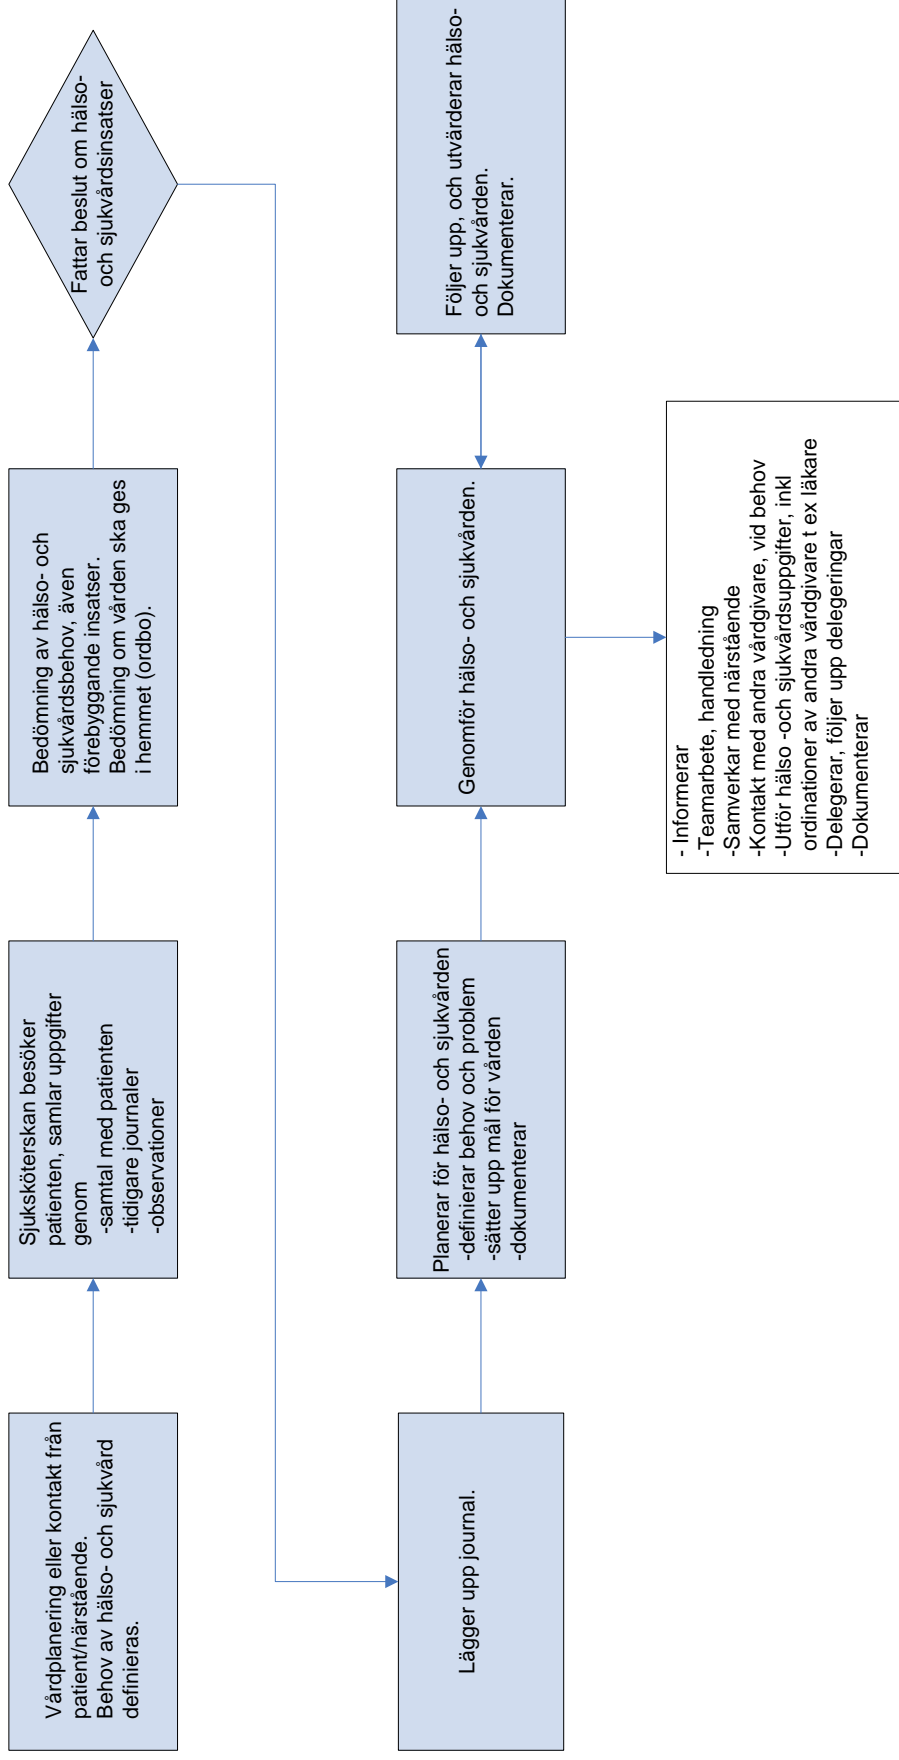 Vårdplanering eller kontakt från
patient/närstående.
Behov av hälso- och sjukvård
definieras.
Sjuksköterskan besöker
patienten, samlar uppgifter
genom
-samtal med patienten
-tidigare journaler
-observationer
Bedömning av hälso- och
sjukvårdsbehov, även
förebyggande insatser.
Bedömning om vården ska ges
i hemmet (ordbo).
Fattar beslut om hälso-
och sjukvårdsinsatser
Lägger upp journal.
Planerar för hälso- och sjukvården
-definierar behov och problem
-sätter upp mål för vården
-dokumenterar
Genomför hälso- och sjukvården.
Följer upp, och utvärderar hälso-
och sjukvården.
Dokumenterar.
- Informerar
-Teamarbete, handledning
-Samverkar med närstående
-Kontakt med andra vårdgivare, vid behov
-Utför hälso -och sjukvårdsuppgifter, inkl
ordinationer av andra vårdgivare t ex läkare
-Delegerar, följer upp delegeringar
-Dokumenterar